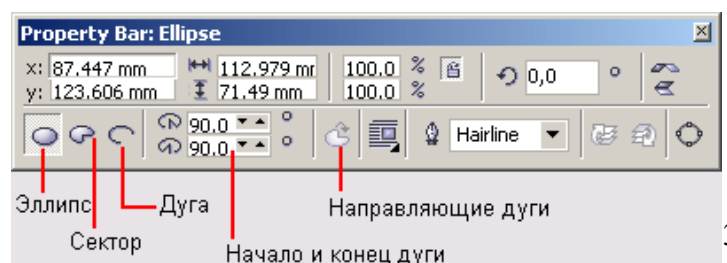 Property Bar: Ellipse
x: 87.447 mm 112.979 mm 100.0 % 0,0 °
y: 123.606 mm 71.49 mm 100.0 %
90.0 ° Hairline
90.0 °
Эллипс Дуга Направляющие дуги
Сектор Начало и конец дуги